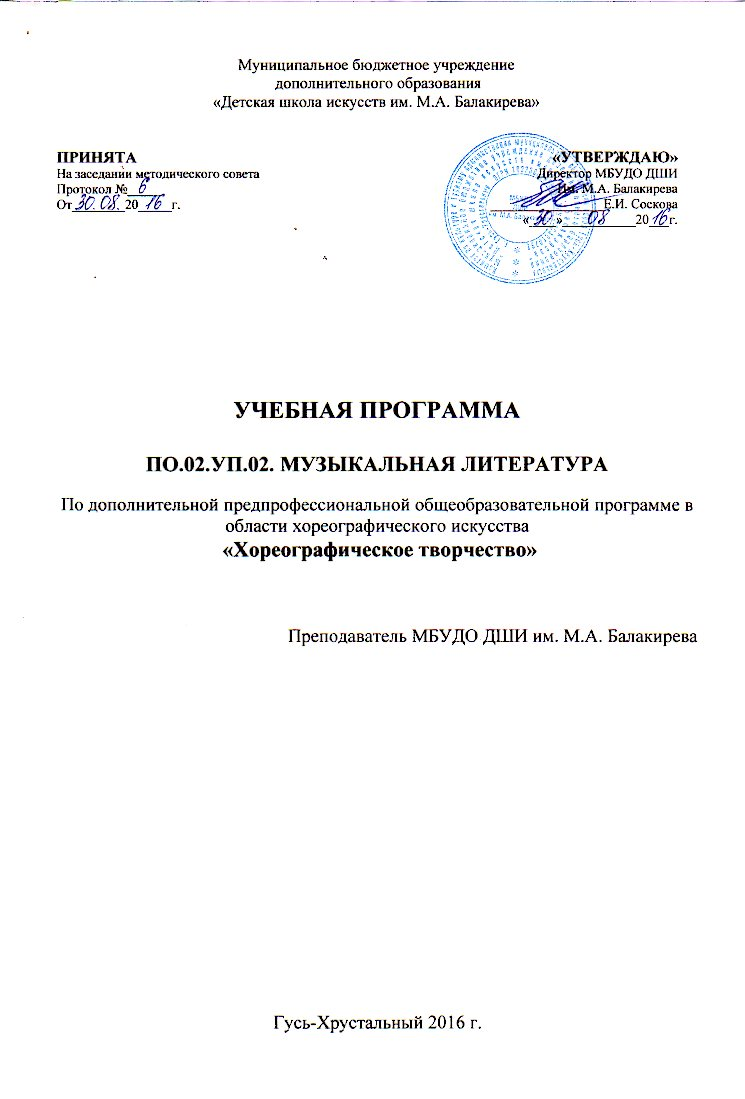 Муниципальное бюджетное учреждение
дополнительного образования
«Детская школа искусств им. М.А. Балакирева»
ПРИНЯТА
На заседании методического совета
Протокол № 6
От 30.08. 20 16 г.
«УТВЕРЖДАЮ»
Директор МБУДО ДШИ
Им. М.А. Балакирева
Е.И. Соскова
« 30 » 08 20 16 г.
УЧЕБНАЯ ПРОГРАММА
ПО.02.УП.02. МУЗЫКАЛЬНАЯ ЛИТЕРАТУРА
По дополнительной предпрофессиональной общеобразовательной программе в
области хореографического искусства
«Хореографическое творчество»
Преподаватель МБУДО ДШИ им. М.А. Балакирева
Гусь-Хрустальный 2016 г.